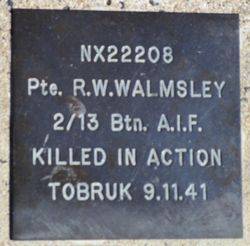 NX22208
Pte. R.W.WALMSLEY
2/13 Btn. A.I.F.
KILLED IN ACTION
TOBRUK 9.11.41